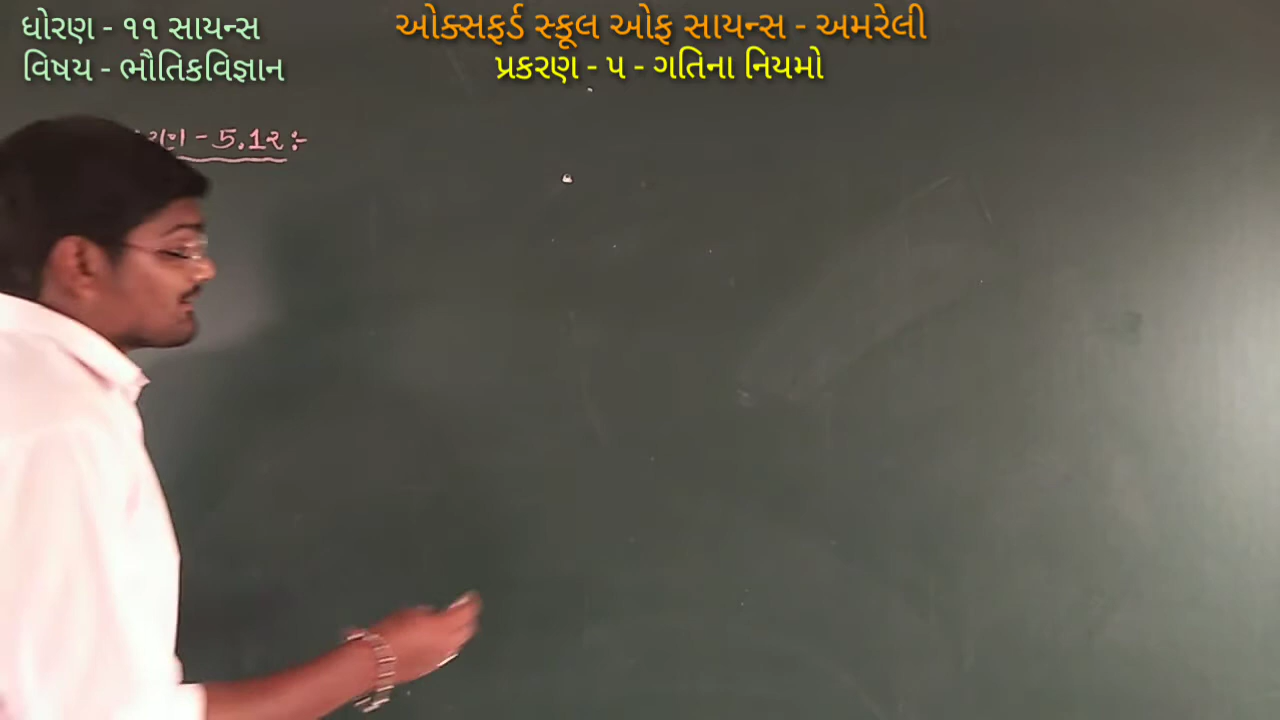 ધોરણ - ૧૧ સાયન્સ
ઓક્સફર્ડ સ્કૂલ ઓફ સાયન્સ - અમરેલી
વિષય - ભૌતિકવિજ્ઞાન
પ્રકરણ - ૫ - ગતિના નિયમો
- 5.12 :-